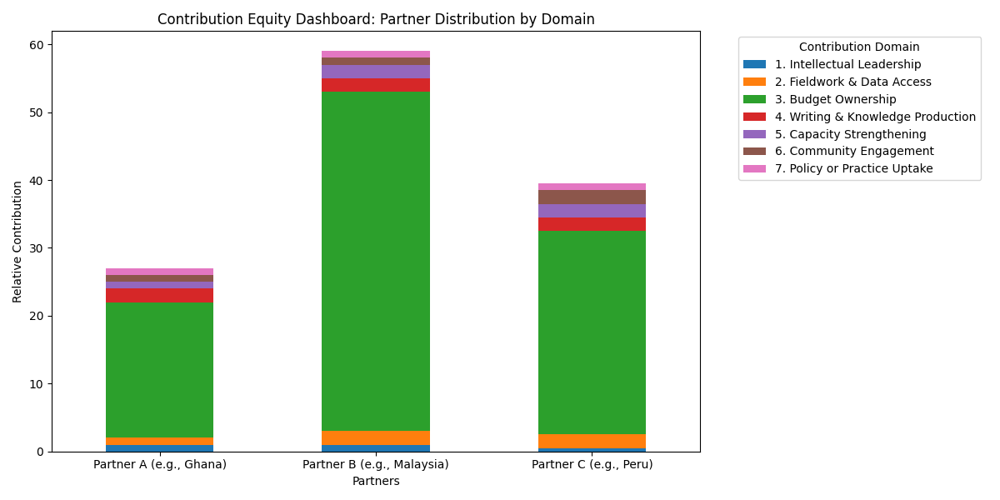 Contribution Equity Dashboard: Partner Distribution by Domain
Relative Contribution
60
50
40
30
20
10
0
Partner A (e.g., Ghana)
Partner B (e.g., Malaysia)
Partner C (e.g., Peru)
Partners
Contribution Domain
1. Intellectual Leadership
2. Fieldwork & Data Access
3. Budget Ownership
4. Writing & Knowledge Production
5. Capacity Strengthening
6. Community Engagement
7. Policy or Practice Uptake